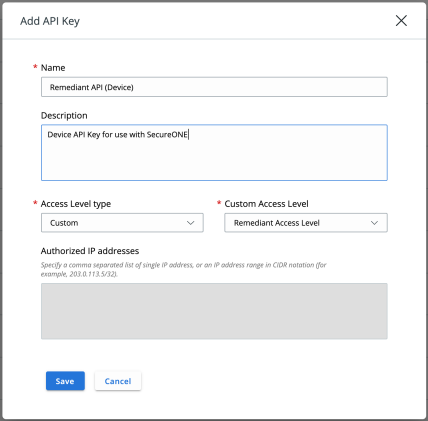 Add API Key
* Name
Remediant API (Device)
Description
Device API Key for use with SecureONE
* Access Level type
* Custom Access Level
Custom
Remediant Access Level
Authorized IP addresses
Specify a comma separated list of single IP address, or an IP address range in CIDR notation (for
example, 203.0.113.5/32).
Save
Cancel